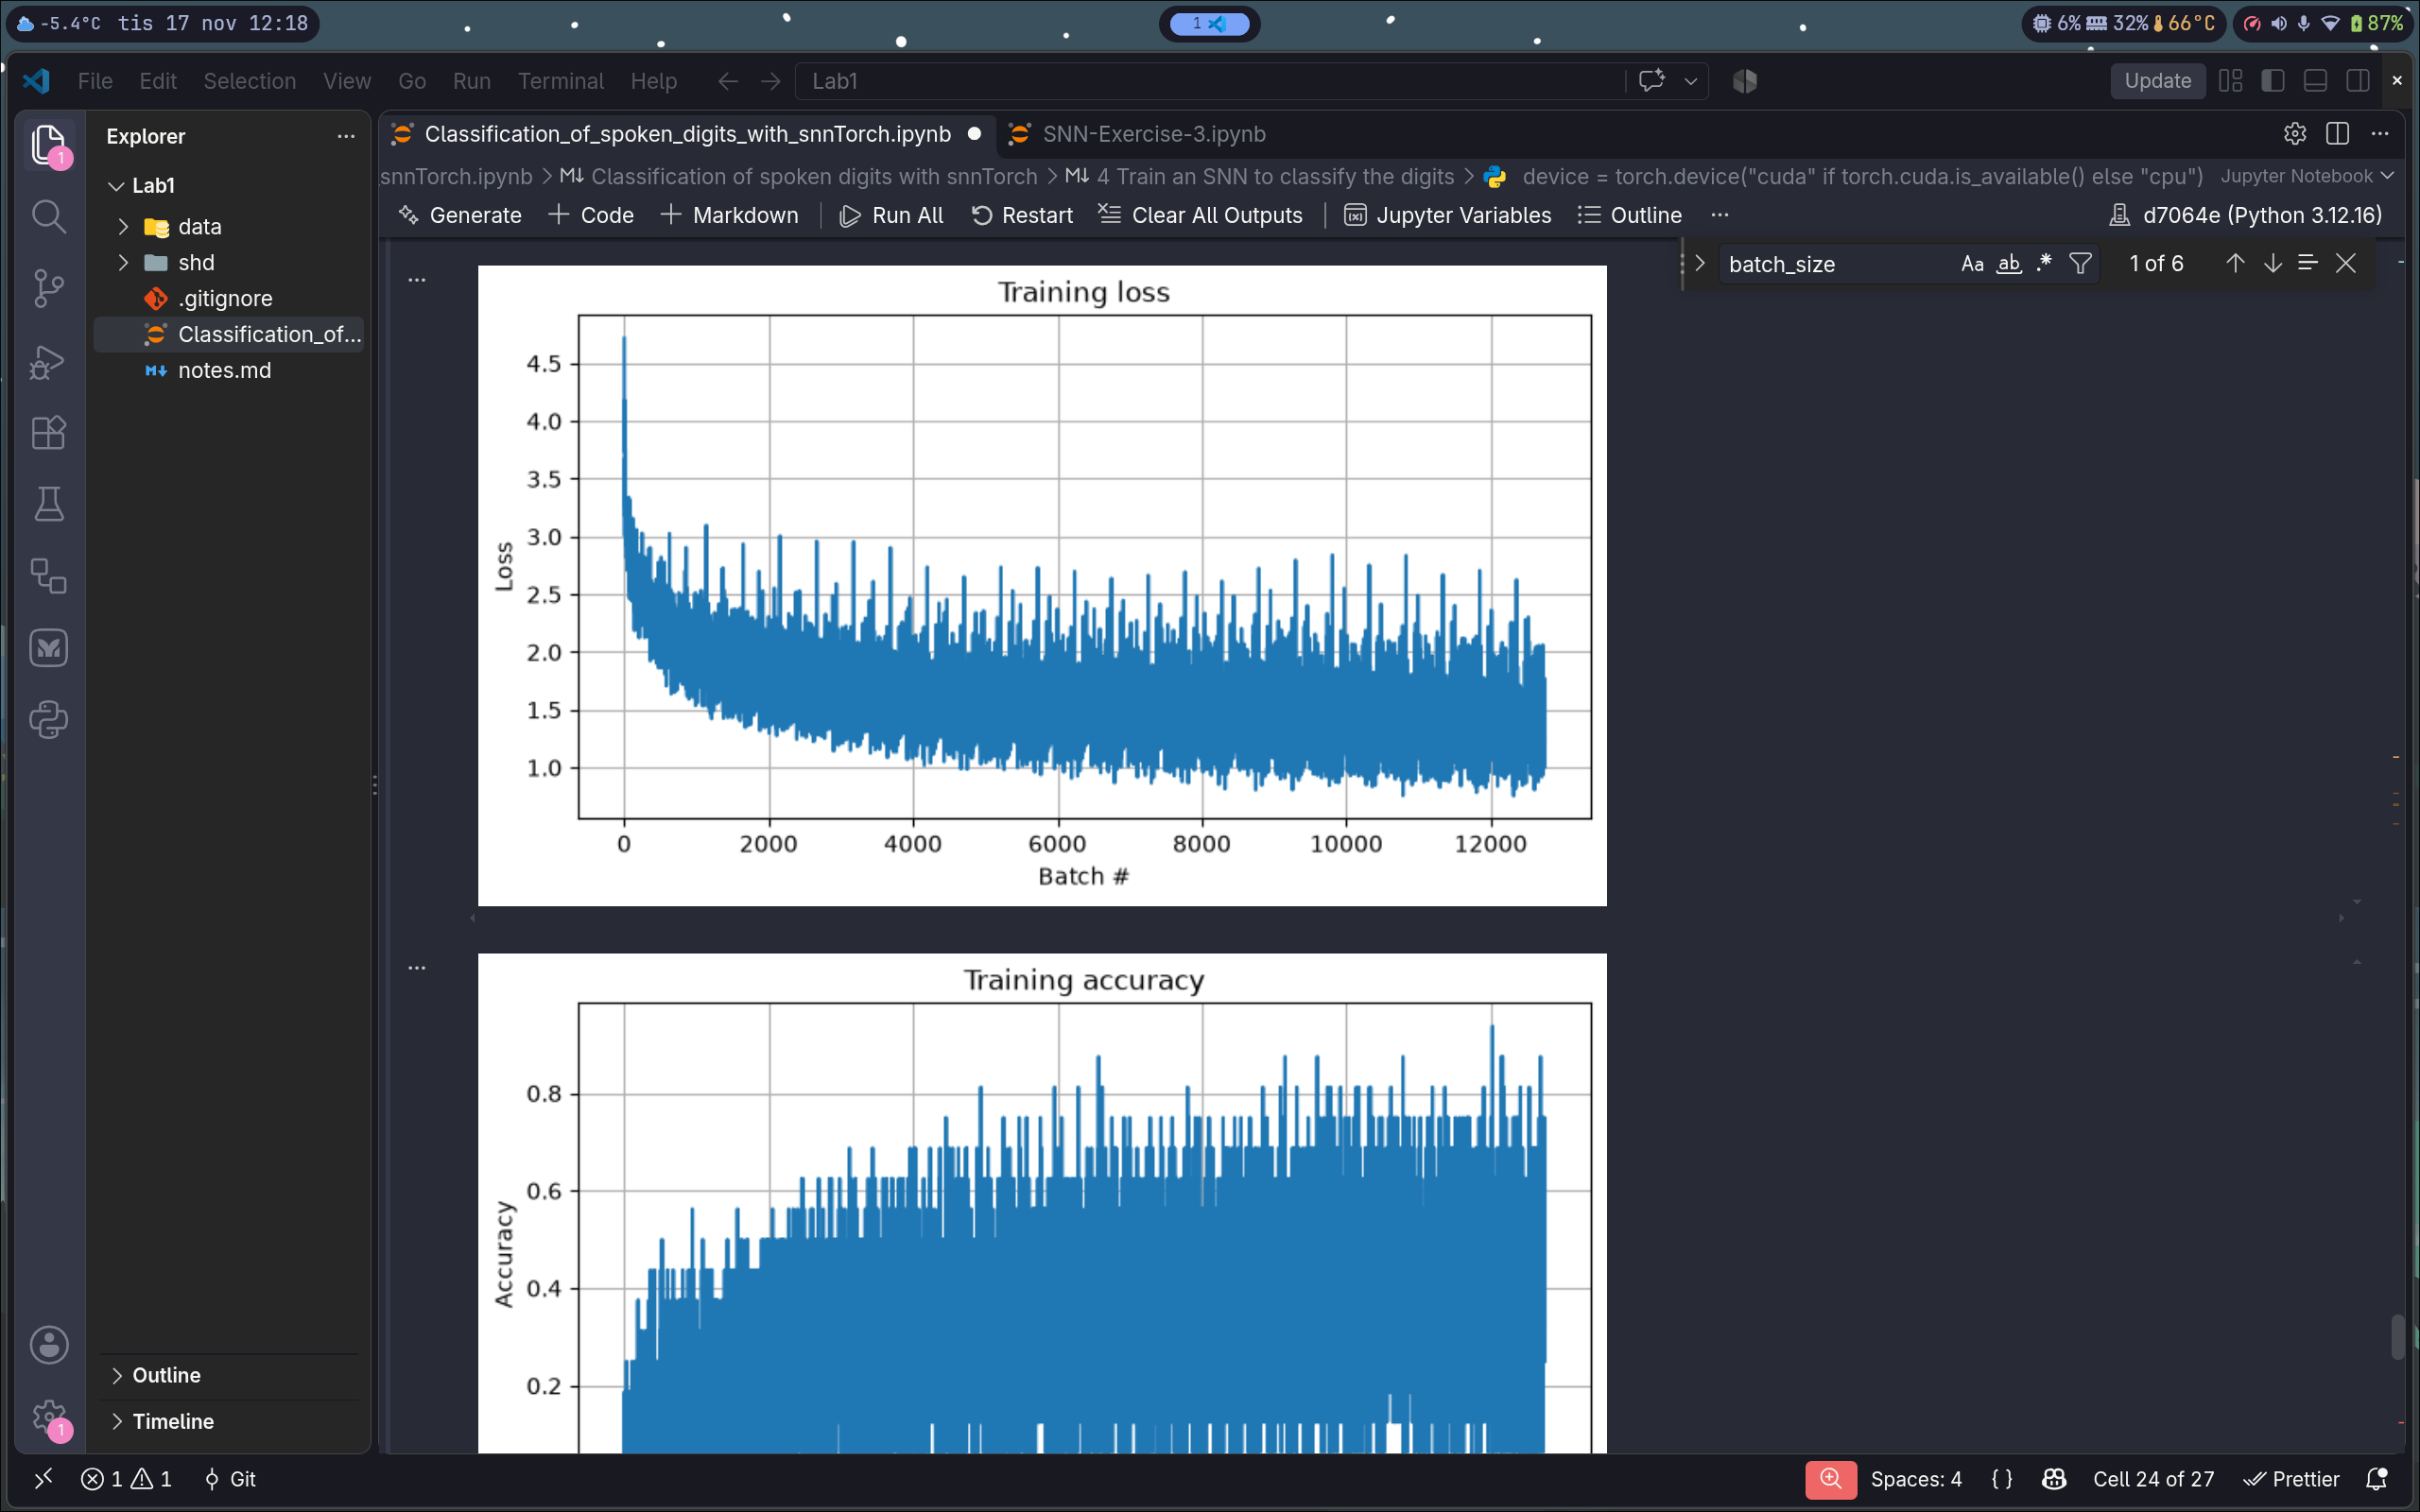 -5.4°C tis 17 nov 12:18
1
6% 32% 66°C 87%
File Edit Selection View Go Run Terminal Help
Lab1
Update
Explorer
Lab1
data
shd
.gitignore
Classification_of...
notes.md
Outline
Timeline
1
1
Classification_of_spoken_digits_with_snnTorch.ipynb
SNN-Exercise-3.ipynb
snnTorch.ipynb > M↓ Classification of spoken digits with snnTorch > M↓ 4 Train an SNN to classify the digits > device = torch.device("cuda" if torch.cuda.is_available() else "cpu") Jupyter Notebook
Generate + Code + Markdown Run All Restart Clear All Outputs Jupyter Variables Outline ...
d7064e (Python 3.12.16)
batch_size Aa ab .* 1 of 6
Training loss
4.5
4.0
3.5
3.0
2.5
2.0
1.5
1.0
Loss
0 2000 4000 6000 8000 10000 12000
Batch #
Training accuracy
0.8
0.6
0.4
0.2
Accuracy
1 1 Git
Spaces: 4 {} Cell 24 of 27 Prettier